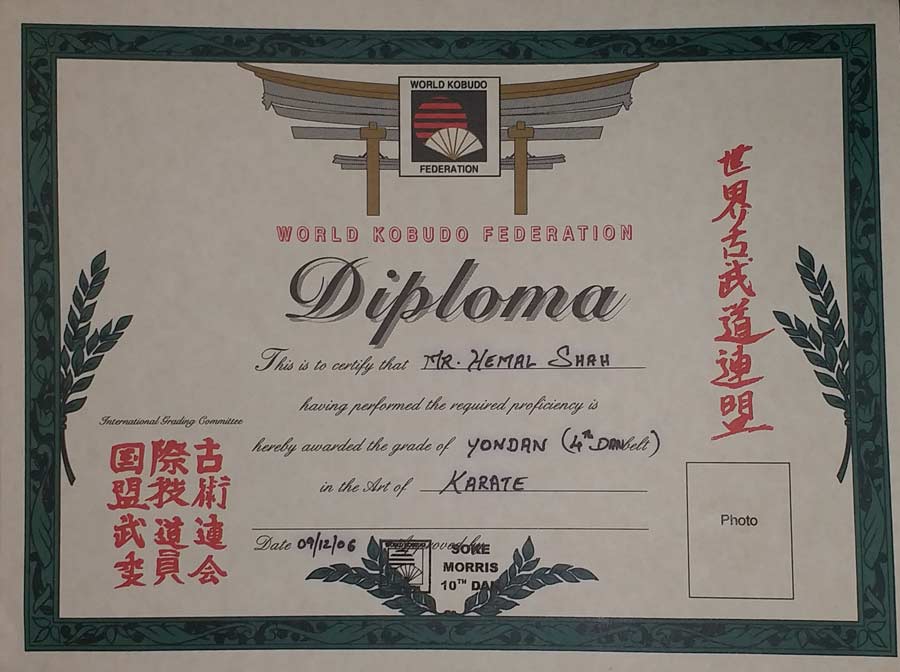 WORLD KOBUDO
FEDERATION
WORLD KOBUDO FEDERATION
Diploma
This is to certify that MR. HEMAL SHAH
having performed the required proficiency is
hereby awarded the grade of YONDAN (4TH DAN belt)
in the Art of KARATE
世界古武道連盟
International Grading Committee
国際古
盟技術
武道連
委員会
Photo
Date 09/12/06 Approved by
SOKE
MORRIS
10TH DAN